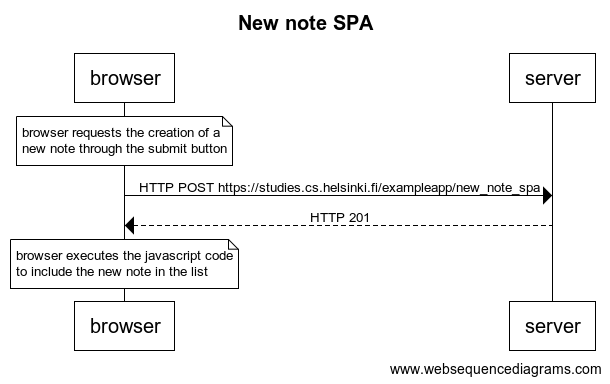 New note SPA
browser
server
browser requests the creation of a
new note through the submit button
HTTP POST https://studies.cs.helsinki.fi/exampleapp/new_note_spa
HTTP 201
browser executes the javascript code
to include the new note in the list
browser
server
www.websequencediagrams.com